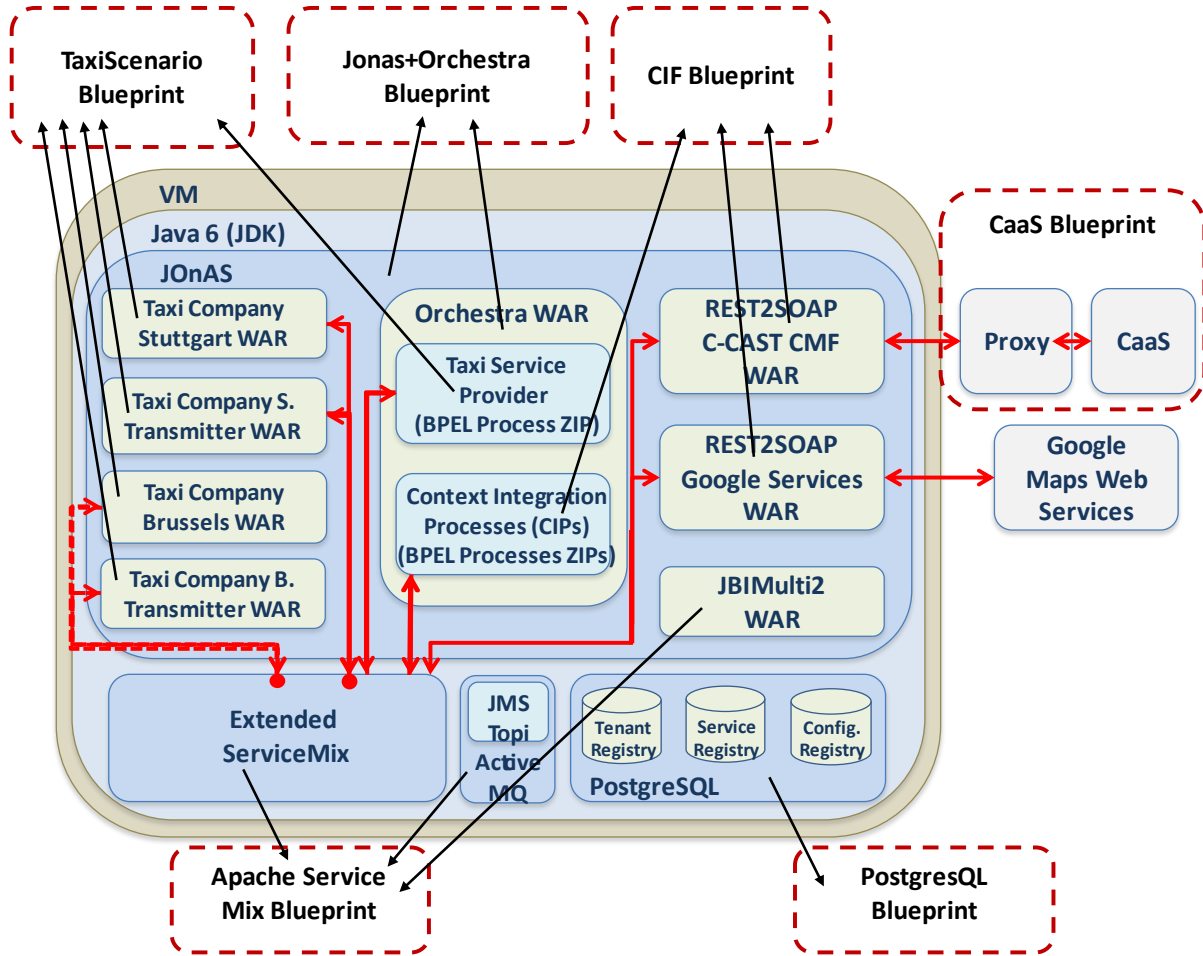 TaxiScenario
Blueprint
Jonas+Orchestra
Blueprint
CIF Blueprint
VM
Java 6 (JDK)
JOnAS
Taxi Company
Stuttgart WAR
Taxi Company S.
Transmitter WAR
Taxi Company
Brussels WAR
Taxi Company B.
Transmitter WAR
Orchestra WAR
Taxi Service
Provider
(BPEL Process ZIP)
Context Integration
Processes (CIPs)
(BPEL Processes ZIPs)
REST2SOAP
C-CAST CMF
WAR
REST2SOAP
Google Services
WAR
JBIMulti2
WAR
CaaS Blueprint
Proxy
CaaS
Google
Maps Web
Services
Extended
ServiceMix
JMS
Topi
Active
MQ
Tenant
Registry
Service
Registry
Config.
Registry
PostgreSQL
Apache Service
Mix Blueprint
PostgresQL
Blueprint